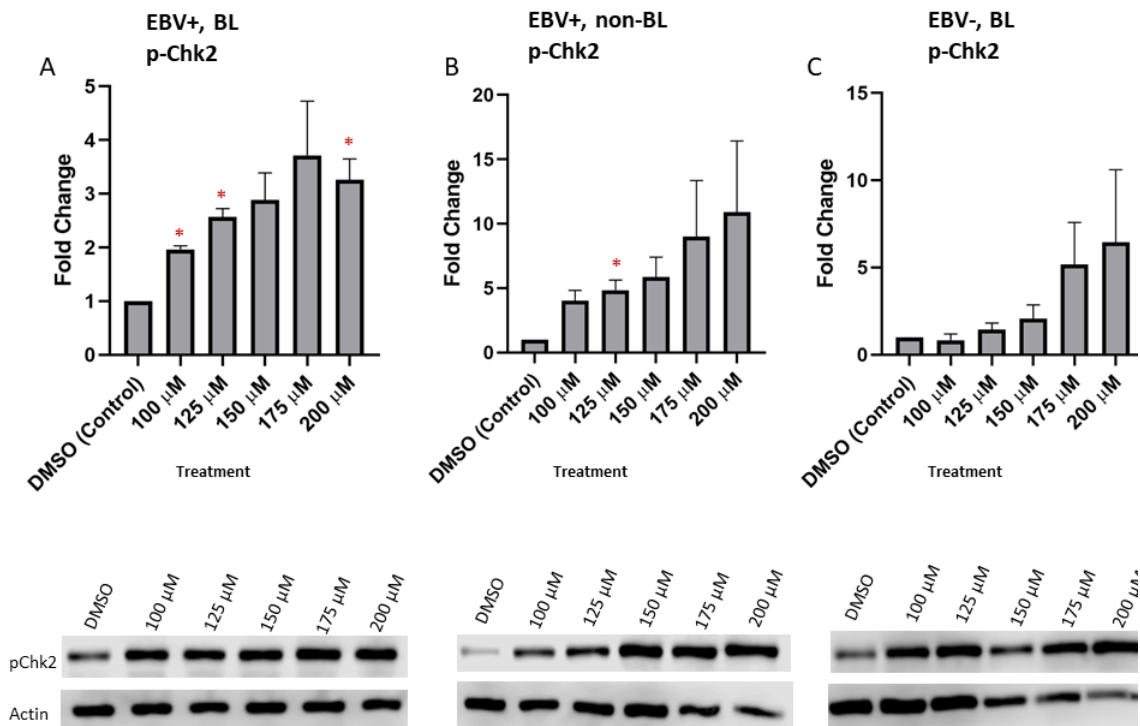 EBV+, BL
p-Chk2
A
5
4
3
2
1
0
Fold Change
*
*
*
DMSO (Control)
100 μM
125 μM
150 μM
175 μM
200 μM
Treatment
EBV+, non-BL
p-Chk2
B
20
15
10
5
0
Fold Change
*
DMSO (Control)
100 μM
125 μM
150 μM
175 μM
200 μM
Treatment
EBV-, BL
p-Chk2
C
15
10
5
0
Fold Change
DMSO (Control)
100 μM
125 μM
150 μM
175 μM
200 μM
Treatment
DMSO
100 μM
125 μM
150 μM
175 μM
200 μM
DMSO
100 μM
125 μM
150 μM
175 μM
200 μM
DMSO
100 μM
125 μM
150 μM
175 μM
200 μM
pChk2
Actin